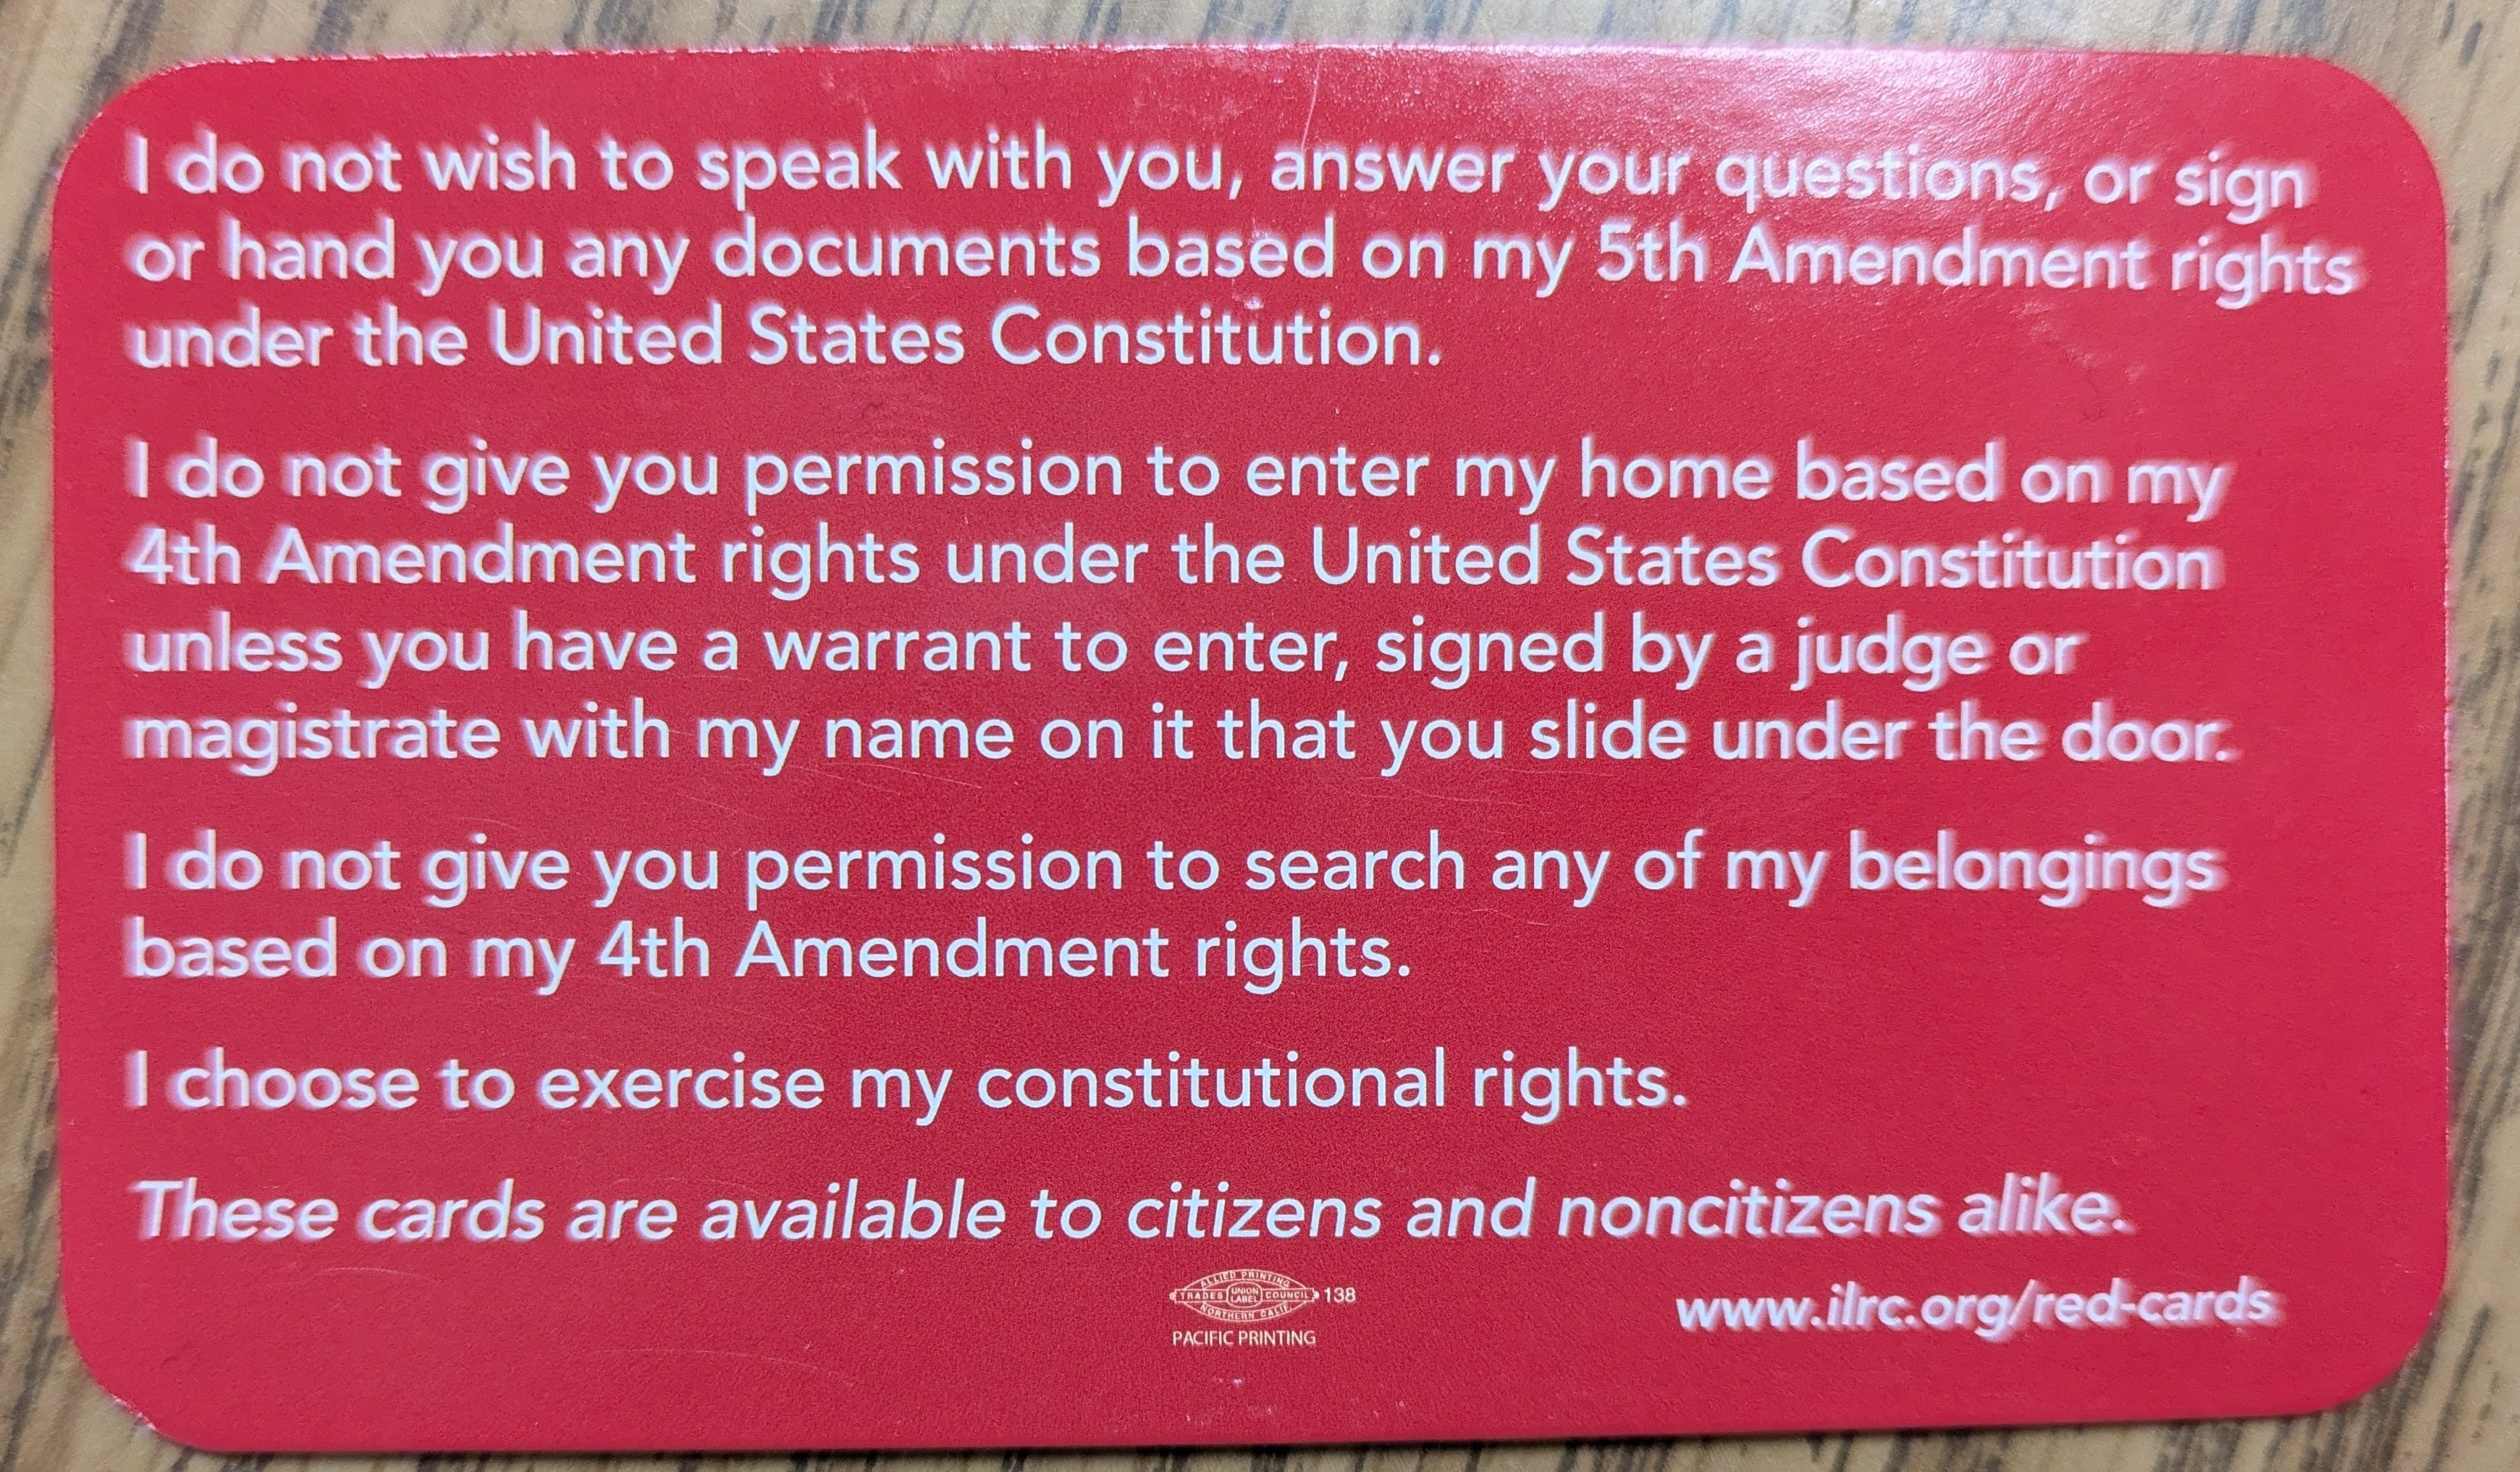 I do not wish to speak with you, answer your questions, or sign
or hand you any documents based on my 5th Amendment rights
under the United States Constitution.
I do not give you permission to enter my home based on my
4th Amendment rights under the United States Constitution
unless you have a warrant to enter, signed by a judge or
magistrate with my name on it that you slide under the door.
I do not give you permission to search any of my belongings
based on my 4th Amendment rights.
I choose to exercise my constitutional rights.
These cards are available to citizens and noncitizens alike.
ALLIED PRINTING
TRADES UNION LABEL COUNCIL 138
NORTHERN CALIF.
PACIFIC PRINTING
www.ilrc.org/red-cards